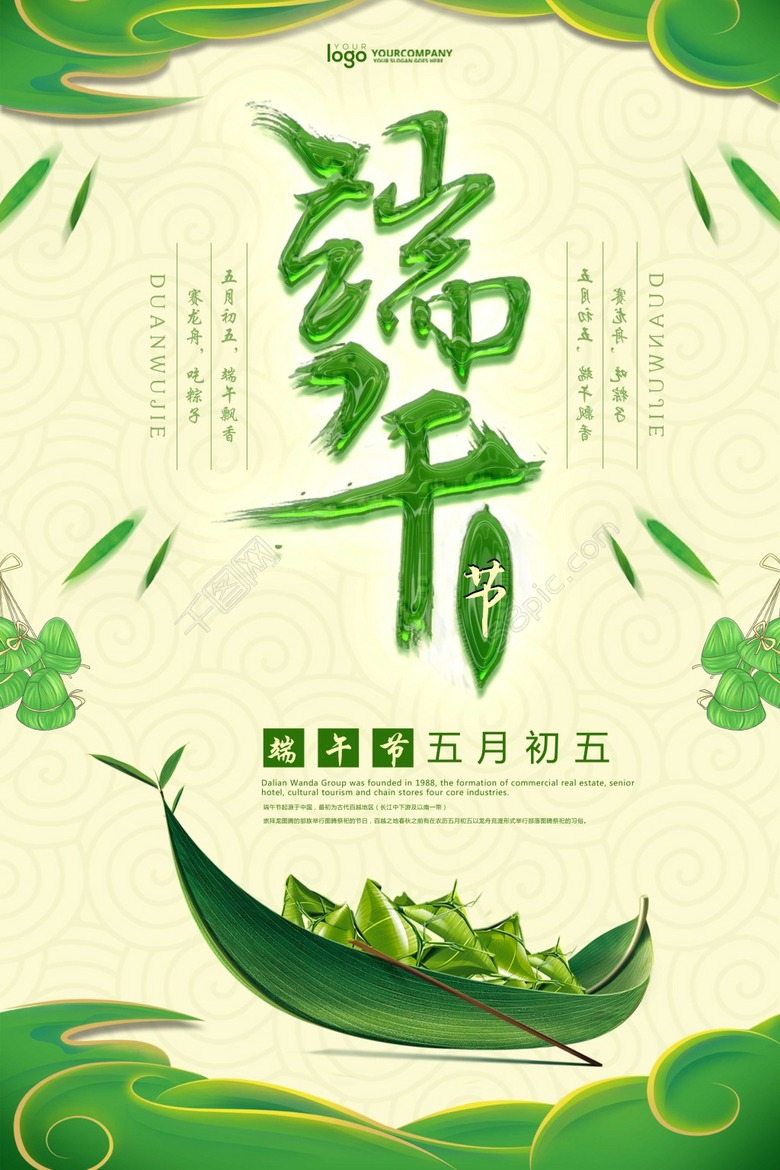 YOUR
logo
YOURCOMPANY
YOUR SLOGAN GOES HERE
端午
节
五月初五，端午飘香
赛龙舟，吃粽子
DUANWUJIE
五月初五，端午飘香
赛龙舟，吃粽子
DUANWUJIE
千图网
58pic.com
端午节五月初五
Dalian Wanda Group was founded in 1988, the formation of commercial real estate, senior
hotel, cultural tourism and chain stores four core industries.
端午节起源于中国，最初为古代百越地区（长江中下游及以南一带）
崇拜龙图腾的部族举行图腾祭祀的节日，百越之地春秋之前有在农历五月初五以龙舟竞渡形式举行部落图腾祭祀的习俗。